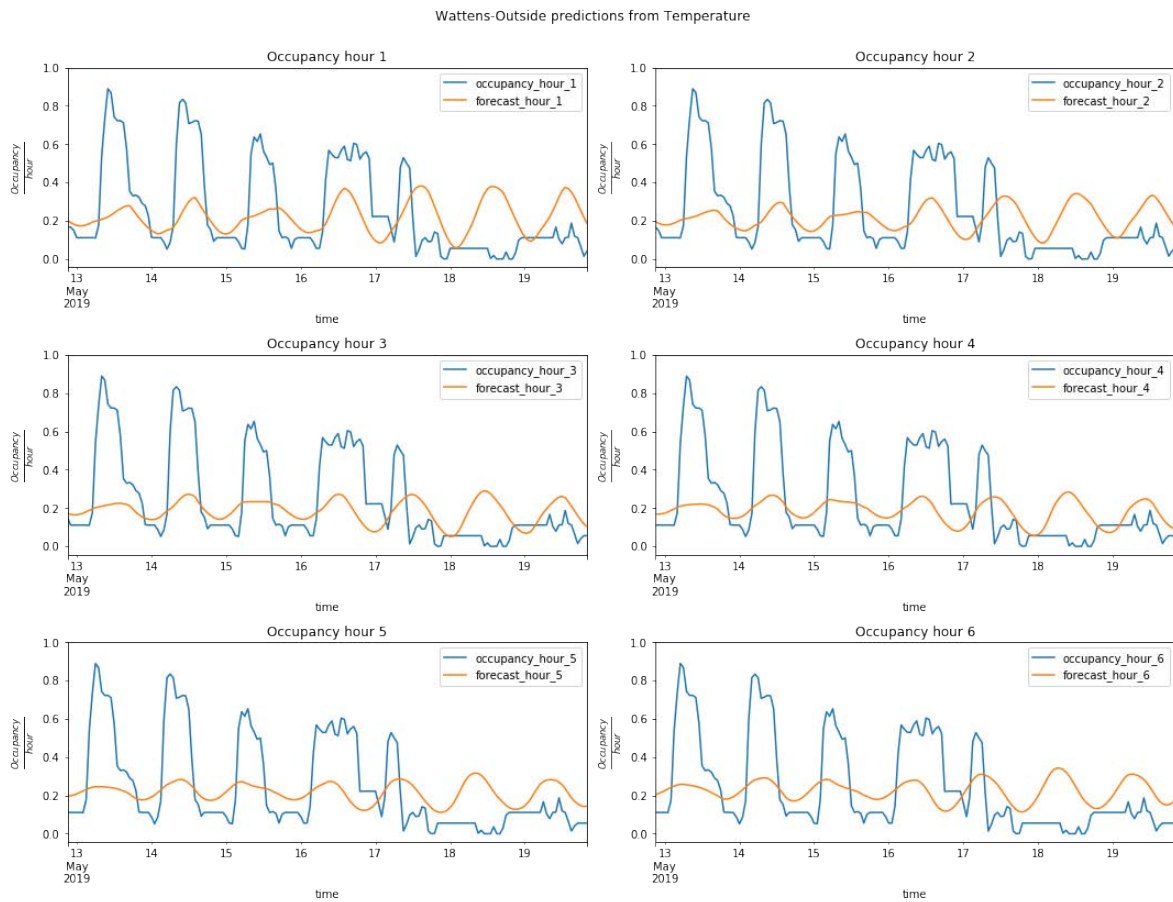 Wattens-Outside predictions from Temperature
Occupancy hour 1
1.0
0.8
0.6
0.4
0.2
0.0
Occupancy
hour
occupancy_hour_1
forecast_hour_1
13 14 15 16 17 18 19
May
2019
time
Occupancy hour 2
1.0
0.8
0.6
0.4
0.2
0.0
Occupancy
hour
occupancy_hour_2
forecast_hour_2
13 14 15 16 17 18 19
May
2019
time
Occupancy hour 3
1.0
0.8
0.6
0.4
0.2
0.0
Occupancy
hour
occupancy_hour_3
forecast_hour_3
13 14 15 16 17 18 19
May
2019
time
Occupancy hour 4
1.0
0.8
0.6
0.4
0.2
0.0
Occupancy
hour
occupancy_hour_4
forecast_hour_4
13 14 15 16 17 18 19
May
2019
time
Occupancy hour 5
1.0
0.8
0.6
0.4
0.2
0.0
Occupancy
hour
occupancy_hour_5
forecast_hour_5
13 14 15 16 17 18 19
May
2019
time
Occupancy hour 6
1.0
0.8
0.6
0.4
0.2
0.0
Occupancy
hour
occupancy_hour_6
forecast_hour_6
13 14 15 16 17 18 19
May
2019
time